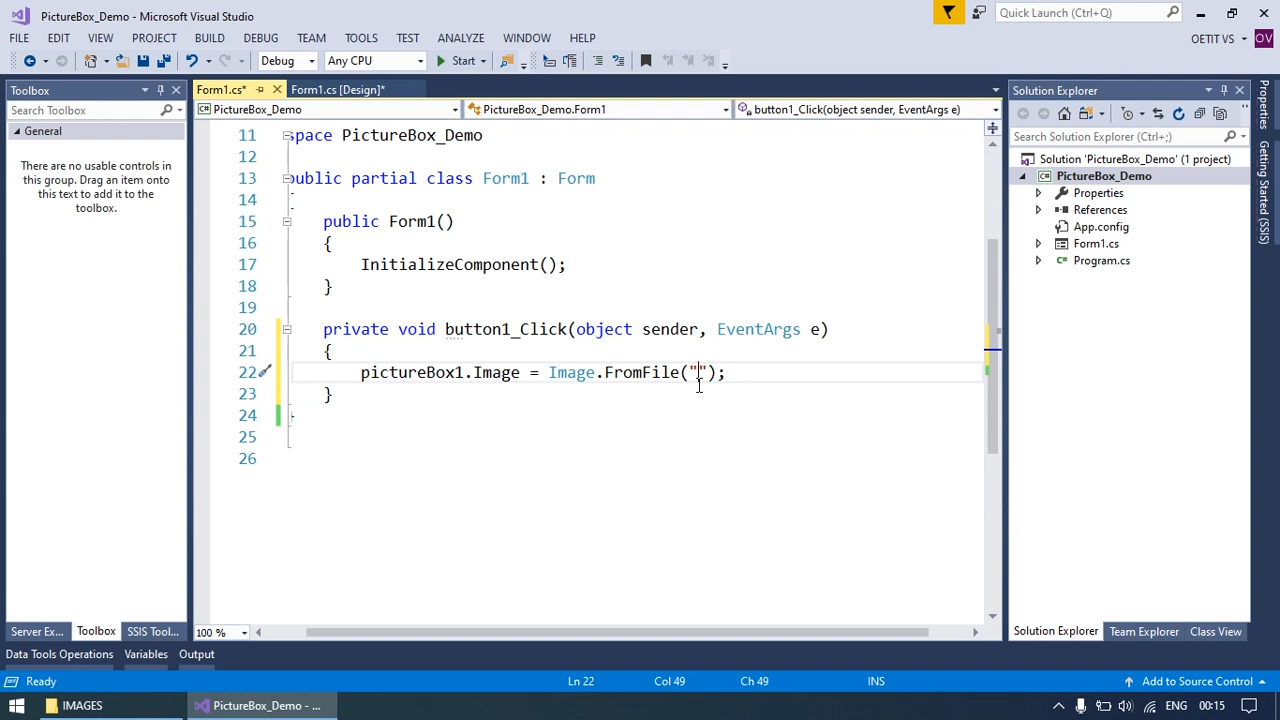 PictureBox_Demo - Microsoft Visual Studio
Quick Launch (Ctrl+Q)
FILE EDIT VIEW PROJECT BUILD DEBUG TEAM TOOLS TEST ANALYZE WINDOW HELP
OETIT VS OV
Debug Any CPU Start
Toolbox
Search Toolbox
General
There are no usable controls in
this group. Drag an item onto
this text to add it to the
toolbox.
Form1.cs* Form1.cs [Design]*
PictureBox_Demo PictureBox_Demo.Form1 button1_Click(object sender, EventArgs e)
11 space PictureBox_Demo
12
13 public partial class Form1 : Form
14
15 public Form1()
16 {
17 InitializeComponent();
18 }
19
20 private void button1_Click(object sender, EventArgs e)
21 {
22 pictureBox1.Image = Image.FromFile("");
23 }
24 }
25
26
100 %
Solution Explorer
Search Solution Explorer (Ctrl+;)
Solution 'PictureBox_Demo' (1 project)
PictureBox_Demo
Properties
References
App.config
Form1.cs
Program.cs
Properties
Getting Started (SSIS)
Server Ex... Toolbox SSIS Tool...
Solution Explorer Team Explorer Class View
Data Tools Operations Variables Output
Ready Ln 22 Col 49 Ch 49 INS Add to Source Control
IMAGES PictureBox_Demo - ... ENG 00:15